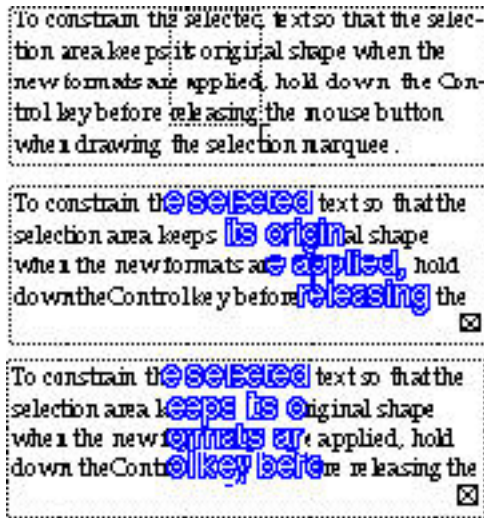 To constrain the selected text so that the selec-
tion area keeps its original shape when the
new formats are applied, hold down the Con-
trol key before releasing the mouse button
when drawing the selection marquee.
To constrain the selected text so that the
selection area keeps its original shape
when the new formats are applied, hold
down the Control key before releasing the
To constrain the selected text so that the
selection area keeps its original shape
when the new formats are applied, hold
down the Control key before releasing the